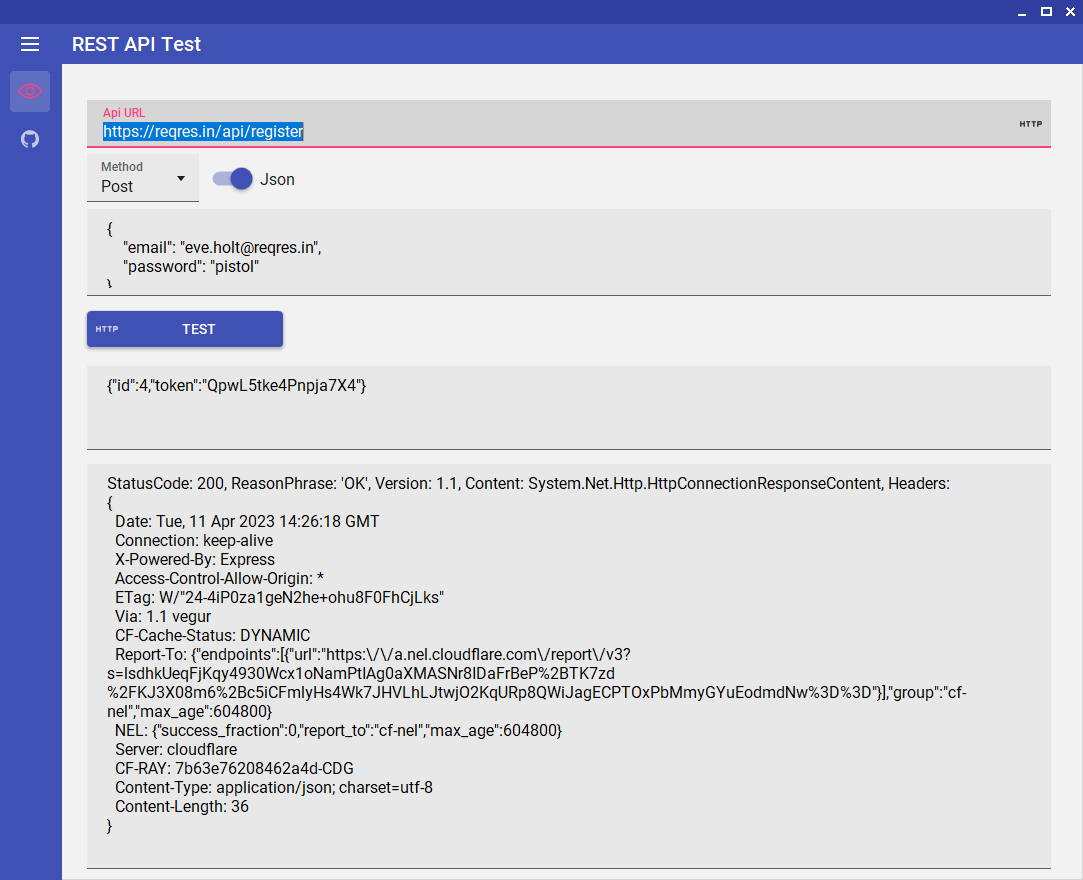 REST API Test
Api URL
https://reqres.in/api/register
HTTP
Method
Post
Json
{
"email": "eve.holt@reqres.in",
"password": "pistol"
}
HTTP TEST
{"id":4,"token":"QpwL5tke4Pnpja7X4"}
StatusCode: 200, ReasonPhrase: 'OK', Version: 1.1, Content: System.Net.Http.HttpConnectionResponseContent, Headers:
{
Date: Tue, 11 Apr 2023 14:26:18 GMT
Connection: keep-alive
X-Powered-By: Express
Access-Control-Allow-Origin: *
ETag: W/"24-4iP0za1geN2he+ohu8F0FhCjLks"
Via: 1.1 vegur
CF-Cache-Status: DYNAMIC
Report-To: {"endpoints":[{"url":"https:\/\/a.nel.cloudflare.com\/report\/v3?
s=IsdhkUeqFjKqy4930Wcx1oNamPtlAg0aXMASNr8IDaFrBeP%2BTK7zd
%2FKJ3X08m6%2Bc5iCFmlyHs4Wk7JHVLhLJtwjO2KqURp8QWiJagECPTOxPbMmyGYuEodmdNw%3D%3D"}],"group":"cf-
nel","max_age":604800}
NEL: {"success_fraction":0,"report_to":"cf-nel","max_age":604800}
Server: cloudflare
CF-RAY: 7b63e76208462a4d-CDG
Content-Type: application/json; charset=utf-8
Content-Length: 36
}